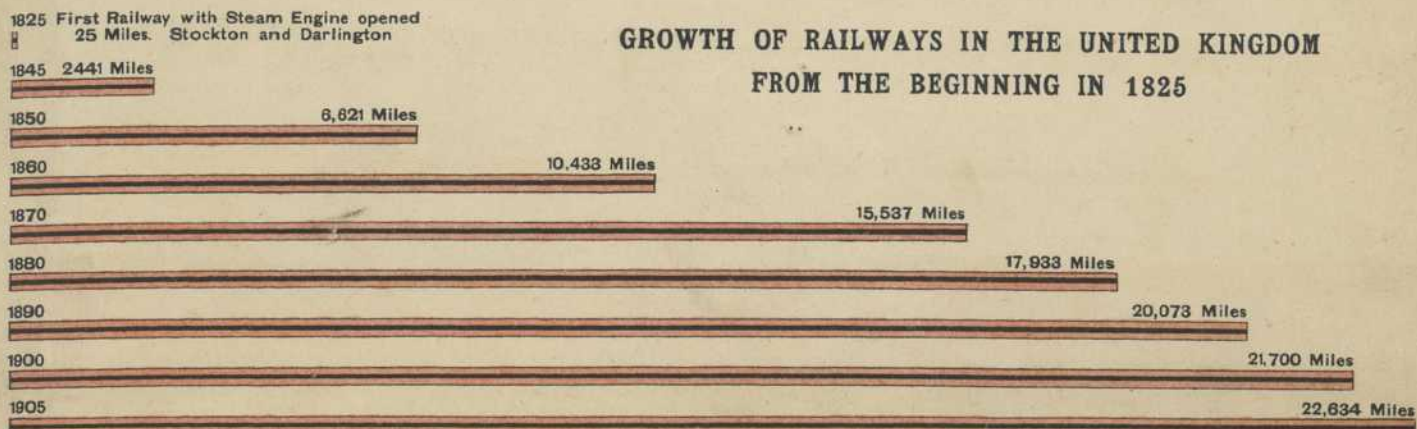 1825 First Railway with Steam Engine opened
25 Miles. Stockton and Darlington
GROWTH OF RAILWAYS IN THE UNITED KINGDOM
FROM THE BEGINNING IN 1825
1845 2441 Miles
1850 6,621 Miles
1860 10,433 Miles
1870 15,537 Miles
1880 17,933 Miles
1890 20,073 Miles
1900 21,700 Miles
1905 22,634 Miles